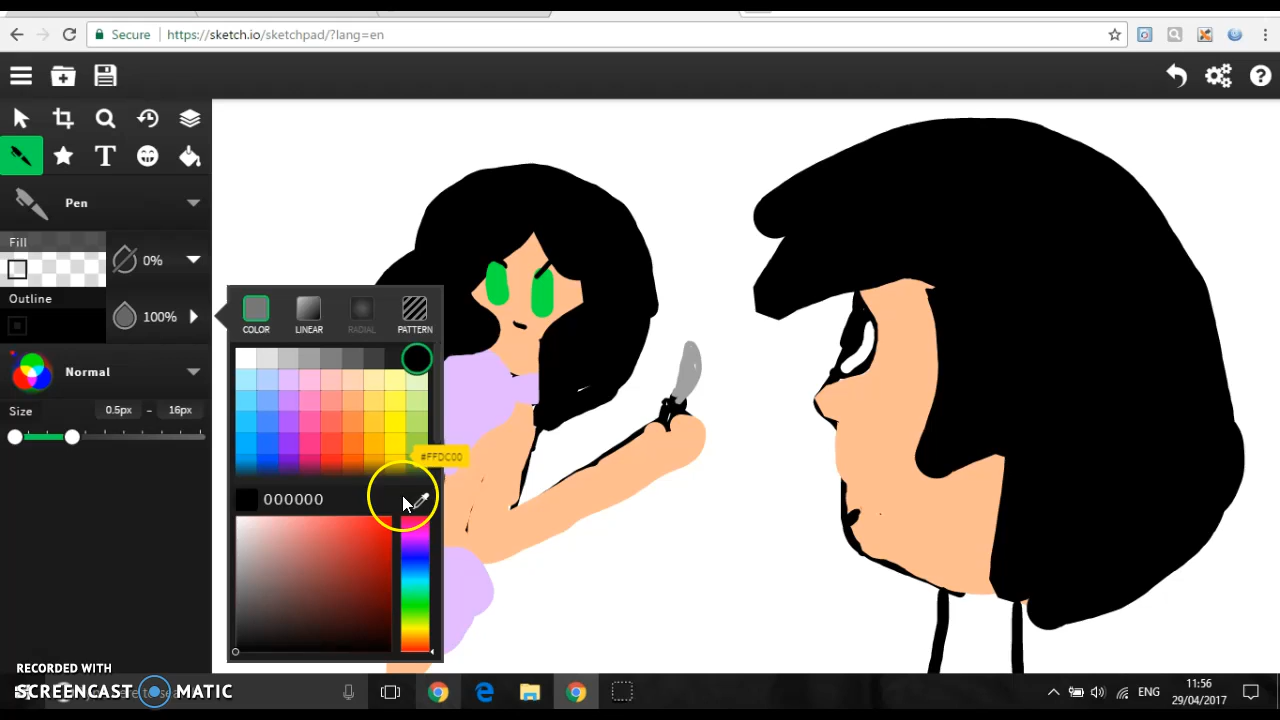 Secure
https://sketch.io/sketchpad/?lang=en
T
Pen
Fill
0%
Outline
100%
Normal
Size
0.5px - 16px
COLOR LINEAR RADIAL PATTERN
#FFDC00
000000
RECORDED WITH
SCREENCAST MATIC
ENG
11:56
29/04/2017